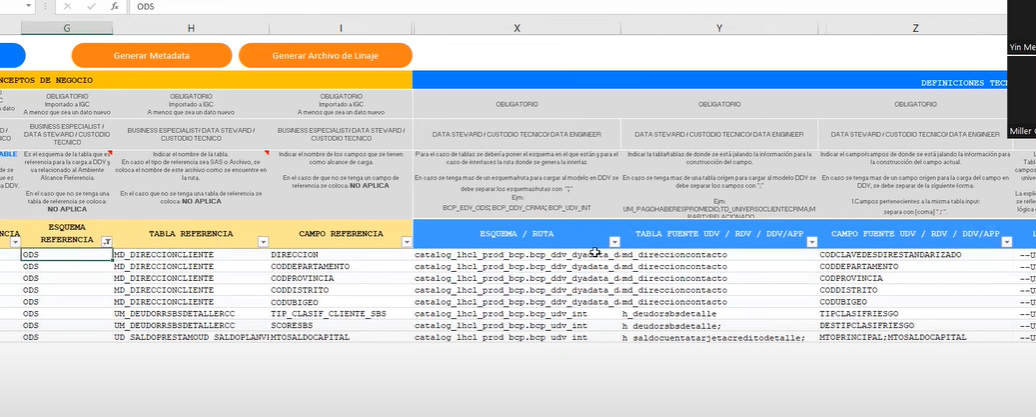 ODS
G H I X Y Z
Generar Metadata Generar Archivo de Linaje
Yin Me
NCEPTOS DE NEGOCIO DEFINICIONES TECN
OBLIGATORIO OBLIGATORIO OBLIGATORIO OBLIGATORIO OBLIGATORIO OBLIGATORIO
Importado a IGC Importado a IGC Importado a IGC
A menos que sea un dato nuevo A menos que sea un dato nuevo A menos que sea un dato nuevo
BUSINESS ESPECIALIST / DATA STEWARD / CUSTODIO TECNICO
BUSINESS ESPECIALIST/ DATA STEWARD / CUSTODIO TECNICO
BUSINESS ESPECIALIST/ DATA STEWARD / CUSTODIO TECNICO
DATA STEWARD / CUSTODIO TECNICO/ DATA ENGINEER
DATA STEWARD / CUSTODIO TECNICO/ DATA ENGINEER
DATA STEWARD / CUSTODIO TECNICO/ DATA ENGINEER
Miller
Es el esquema de la tabla que es
referencia para la carga a DDV y
va relacionado al Ambiente
Alcance Referencia.
En el caso que no se tenga una
tabla de referencia se coloca:
NO APLICA
Indicar el nombre de la tabla.
En caso el tipo de referencia sea SAS o Archivo, se
coloca el nombre de este archivo como se encuentre en
la ruta.
En el caso que no se tenga una tabla de referencia se
coloca: NO APLICA
Indicar el nombre de los campos que se tienen
como alcance de carga.
En el caso de que no se tenga un campo de
referencia se coloca: NO APLICA
Para el caso de tablas se deberá poner el esquema en el que están y para el
caso de interfaces la ruta donde se genera la interfaz.
En caso se tenga mas de un esquema/ruta para cargar el modelo en DDV se
debe separar los esquemas/rutas con ";"
Ejm:
BCP_EDV_ODS; BCP_DDV_CRMA; BCP_UDV_INT
Indicar tabla/tablas de donde se está jalando la información para la
construcción del campo.
En caso se tenga mas de una tabla origen para cargar el modelo DDV se
debe separar los campos con ";"
Ejm:
Indicar el campo/campos de donde se está jalando la información para
la construcción del campo actual.
En caso se tenga mas de un campo origen para la carga del campo en
DDV, se debe separar de la siguiente forma:
1.Campos pertenecientes a la misma tabla input:
separa con [coma] " ; ".
NCIA ESQUEMA REFERENCIA TABLA REFERENCIA CAMPO REFERENCIA ESQUEMA / RUTA TABLA FUENTE UDV / RDV / DDV/APP CAMPO FUENTE UDV / RDV / DDV/APP
ODS MD_DIRECCIONCLIENTE DIRECCION catalog_lhcl_prod_bcp.bcp_ddv_dyadata_d md_direccioncontacto CODCLAVEDESDIRESTANDARIZADO --U
ODS MD_DIRECCIONCLIENTE CODDEPARTAMENTO catalog_lhcl_prod_bcp.bcp_ddv_dyadata_d md_direccioncontacto CODDEPARTAMENTO
ODS MD_DIRECCIONCLIENTE CODPROVINCIA catalog_lhcl_prod_bcp.bcp_ddv_dyadata_d md_direccioncontacto CODPROVINCIA
ODS MD_DIRECCIONCLIENTE CODDISTRITO catalog_lhcl_prod_bcp.bcp_ddv_dyadata_d md_direccioncontacto CODDISTRITO
ODS MD_DIRECCIONCLIENTE CODUBIGEO catalog_lhcl_prod_bcp.bcp_ddv_dyadata_d md_direccioncontacto CODUBIGEO
ODS UM_DEUDORRSBSDETALLERCC TIP_CLASIF_CLIENTE_SBS catalog_lhcl_prod_bcp.bcp_udv_int h_deudorsbsdetalle TIPCLASIFRIESGO --U
ODS UM_DEUDORRSBSDETALLERCC SCORESBS catalog_lhcl_prod_bcp.bcp_udv_int h_deudorsbsdetalle; DESTIPCLASIFRIESGO --U
ODS UD_SALDOPRESTAMOUD_SALDOPLANVI MTOSALDOCAPITAL catalog_lhcl_prod_bcp.bcp_udv_int h_saldocuentatarjetacreditodetalle; MTOPRINCIPAL;MTOSALDOCAPITAL --U